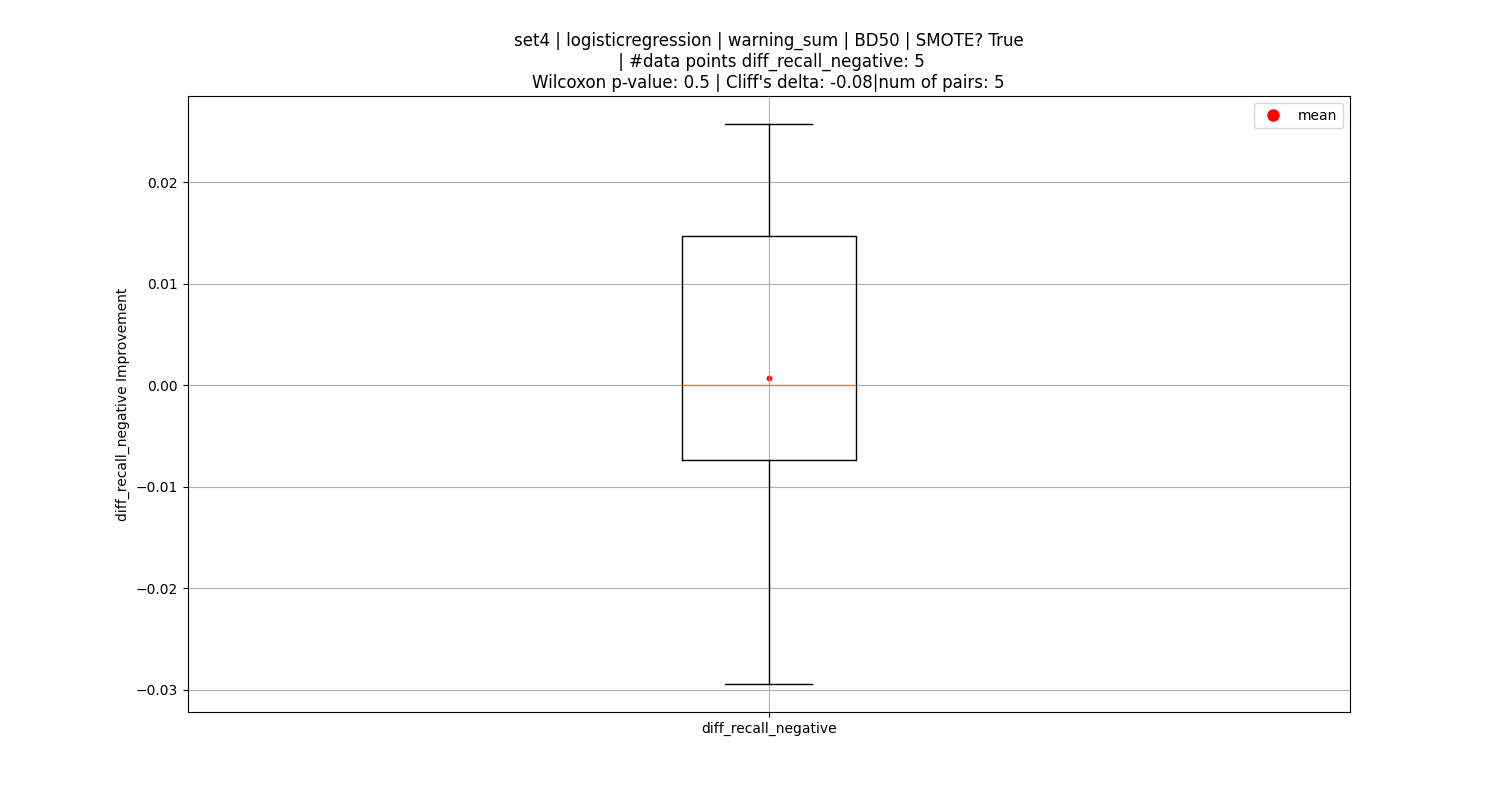 set4 | logisticregression | warning_sum | BD50 | SMOTE? True
| #data points diff_recall_negative: 5
Wilcoxon p-value: 0.5 | Cliff's delta: -0.08|num of pairs: 5
mean
0.02
0.01
0.00
−0.01
−0.02
−0.03
diff_recall_negative Improvement
diff_recall_negative